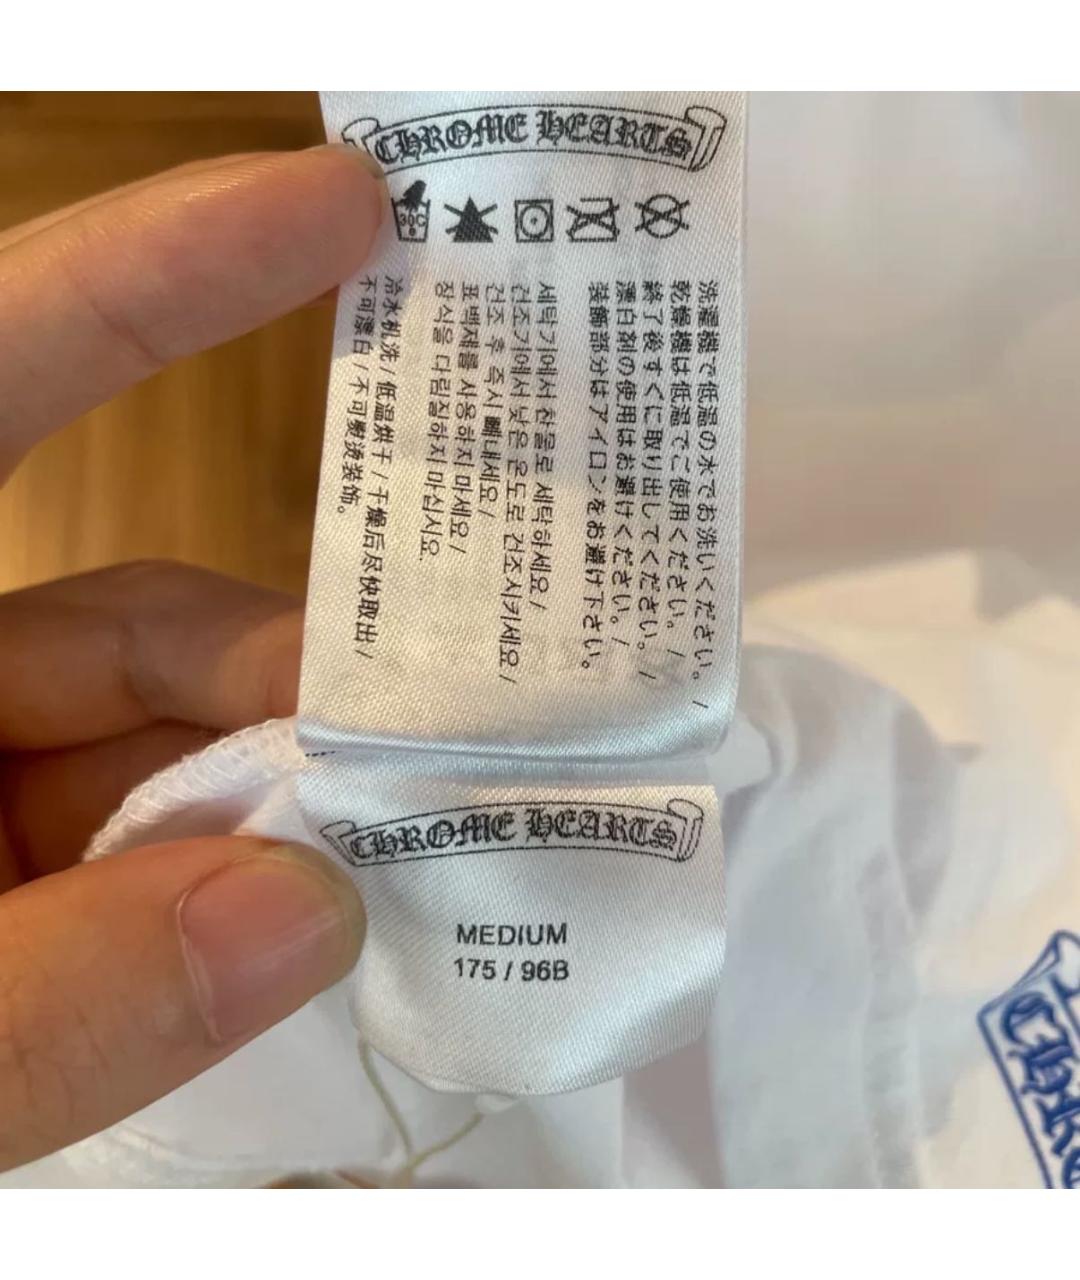 CHROME HEARTS
30C
洗濯機で低温の水でお洗いください。 /
乾燥機は低温でご使用ください。 /
終了後すぐに取り出してください。 /
漂白剤の使用はお避けください。 /
装飾部分はアイロンをお避け下さい。
세탁기에서 찬물로 세탁하세요 /
건조기에서 낮은 온도로 건조시키세요 /
건조 후 즉시 빼내세요 /
표백제를 사용하지 마세요 /
장식을 다림질하지 마십시요
冷水机洗 / 低温烘干 / 干燥后尽快取出 /
不可漂白 / 不可熨烫装饰。
CHROME HEARTS
MEDIUM
175 / 96B